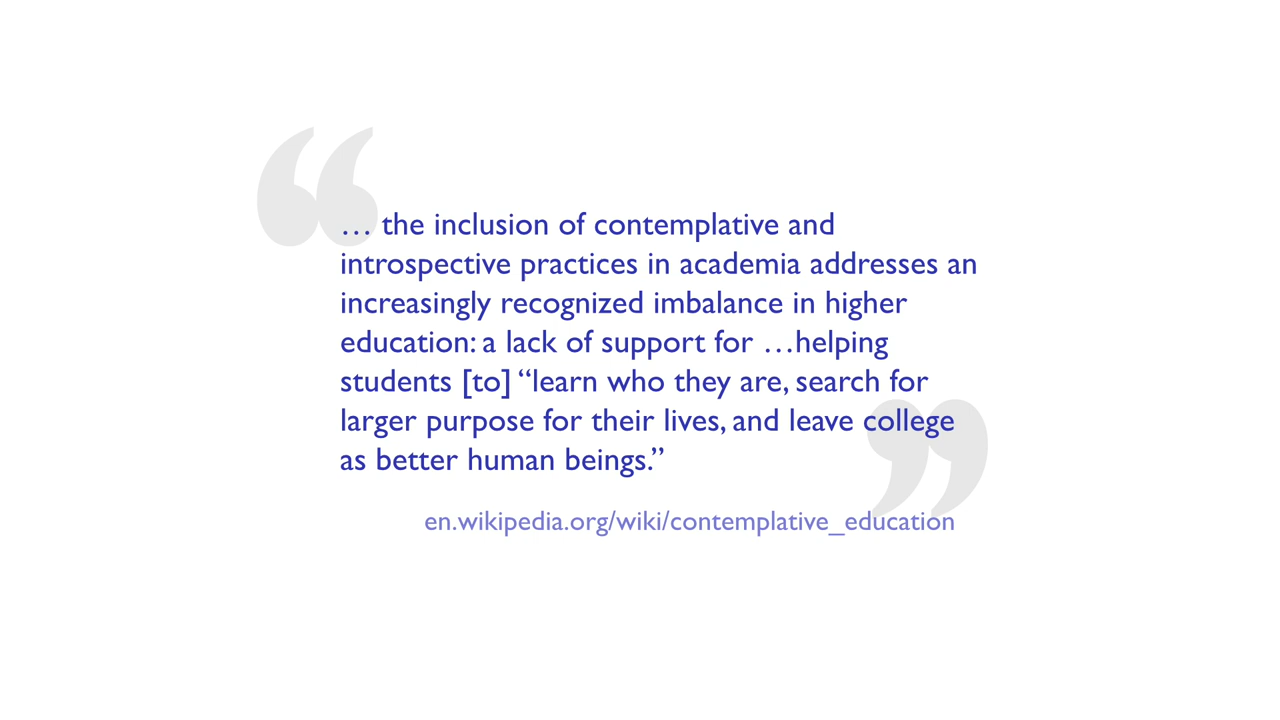 … the inclusion of contemplative and
introspective practices in academia addresses an
increasingly recognized imbalance in higher
education: a lack of support for …helping
students [to] “learn who they are, search for
larger purpose for their lives, and leave college
as better human beings.”
en.wikipedia.org/wiki/contemplative_education